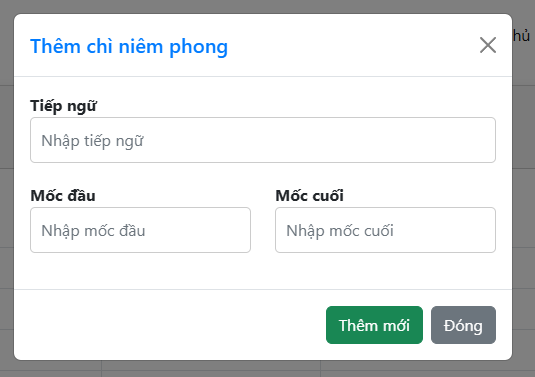 Thêm chì niêm phong
hủ
Tiếp ngữ
Nhập tiếp ngữ
Mốc đầu
Mốc cuối
Nhập mốc đầu
Nhập mốc cuối
Thêm mới
Đóng